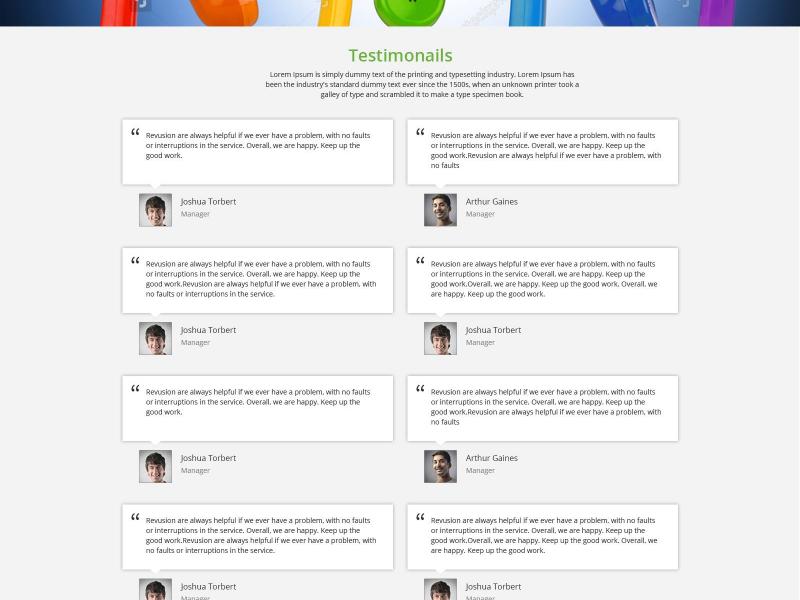 Testimonails
Lorem Ipsum is simply dummy text of the printing and typesetting industry. Lorem Ipsum has
been the industry's standard dummy text ever since the 1500s, when an unknown printer took a
galley of type and scrambled it to make a type specimen book.
“ Revusion are always helpful if we ever have a problem, with no faults
or interruptions in the service. Overall, we are happy. Keep up the
good work.
Joshua Torbert
Manager
“ Revusion are always helpful if we ever have a problem, with no faults
or interruptions in the service. Overall, we are happy. Keep up the
good work.Revusion are always helpful if we ever have a problem, with
no faults
Arthur Gaines
Manager
“ Revusion are always helpful if we ever have a problem, with no faults
or interruptions in the service. Overall, we are happy. Keep up the
good work.Revusion are always helpful if we ever have a problem, with
no faults or interruptions in the service.
Joshua Torbert
Manager
“ Revusion are always helpful if we ever have a problem, with no faults
or interruptions in the service. Overall, we are happy. Keep up the
good work.Overall, we are happy. Keep up the good work. Overall, we
are happy. Keep up the good work.
Joshua Torbert
Manager
“ Revusion are always helpful if we ever have a problem, with no faults
or interruptions in the service. Overall, we are happy. Keep up the
good work.
Joshua Torbert
Manager
“ Revusion are always helpful if we ever have a problem, with no faults
or interruptions in the service. Overall, we are happy. Keep up the
good work.Revusion are always helpful if we ever have a problem, with
no faults
Arthur Gaines
Manager
“ Revusion are always helpful if we ever have a problem, with no faults
or interruptions in the service. Overall, we are happy. Keep up the
good work.Revusion are always helpful if we ever have a problem, with
no faults or interruptions in the service.
Joshua Torbert
Manager
“ Revusion are always helpful if we ever have a problem, with no faults
or interruptions in the service. Overall, we are happy. Keep up the
good work.Overall, we are happy. Keep up the good work. Overall, we
are happy. Keep up the good work.
Joshua Torbert
Manager